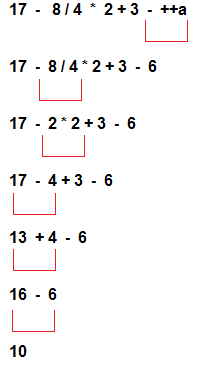 17 - 8 / 4 * 2 + 3 - ++a
17 - 8 / 4 * 2 + 3 - 6
17 - 2 * 2 + 3 - 6
17 - 4 + 3 - 6
13 + 4 - 6
16 - 6
10